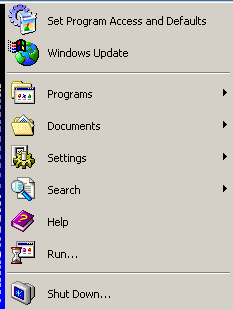 Set Program Access and Defaults
Windows Update
Programs
Documents
Settings
Search
Help
Run...
Shut Down...